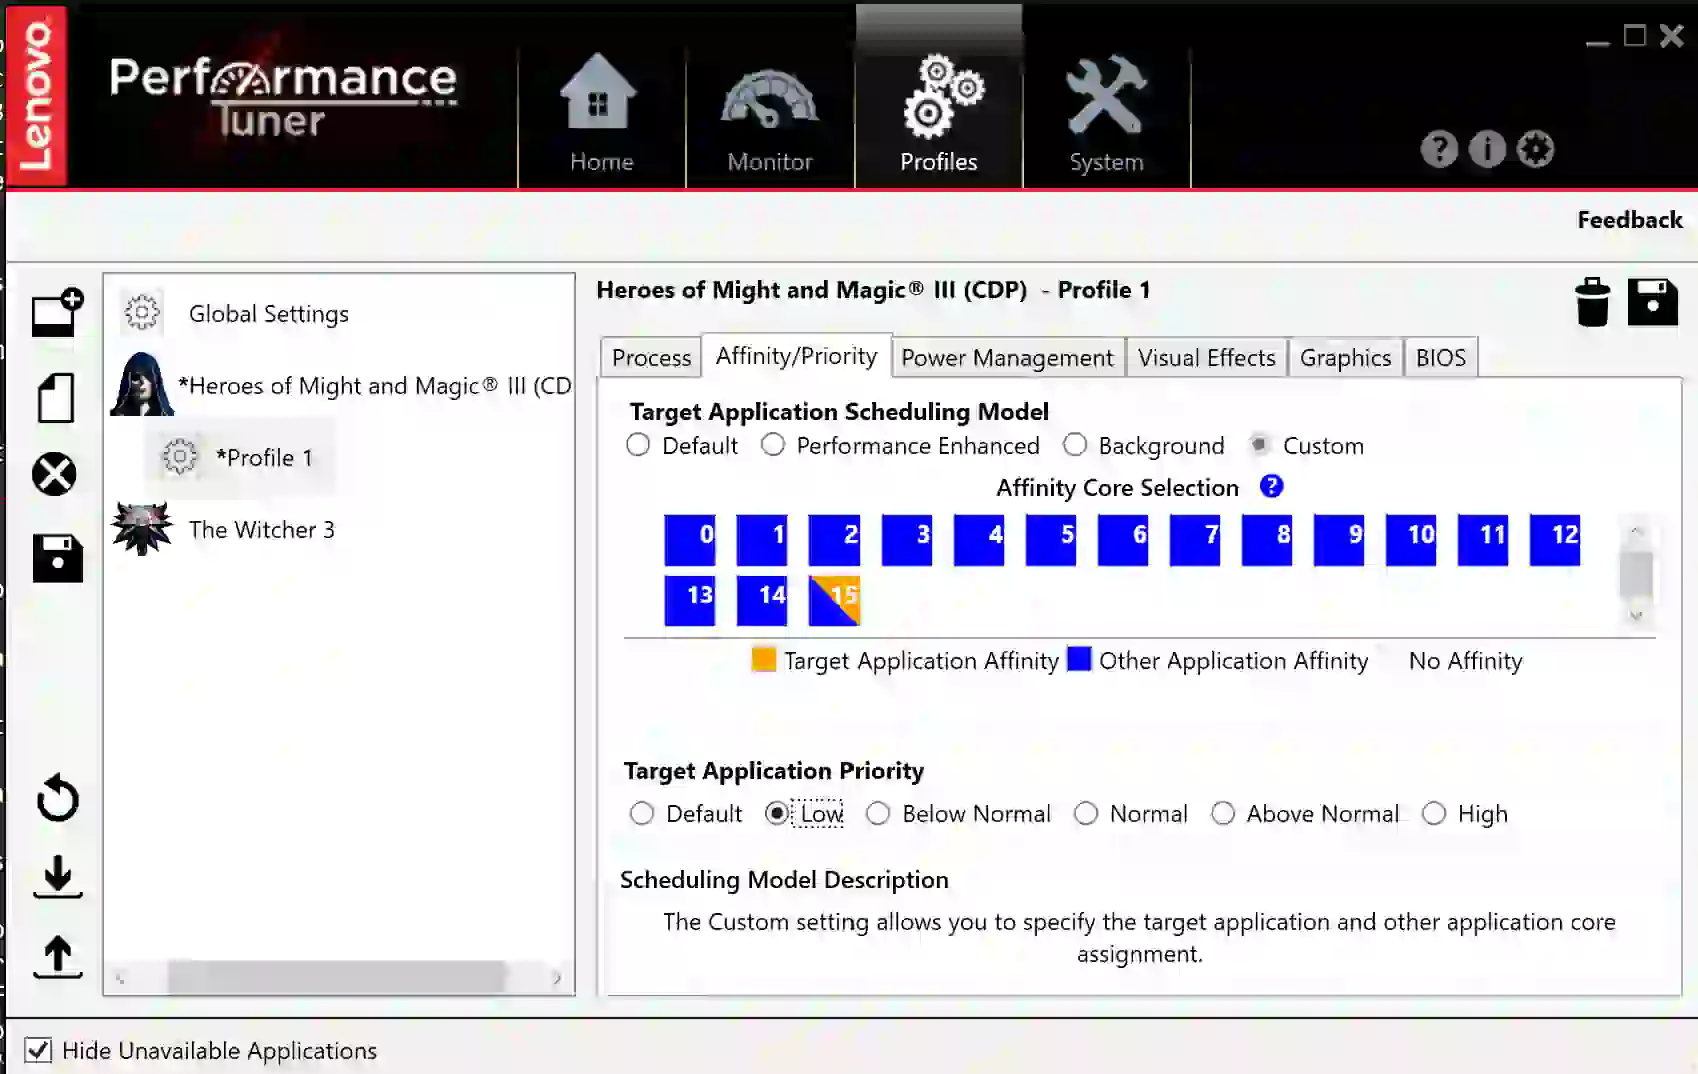 Lenovo
Performance
Tuner
Home
Monitor
Profiles
System
Feedback
Global Settings
*Heroes of Might and Magic® III (CD
*Profile 1
The Witcher 3
Heroes of Might and Magic® III (CDP) - Profile 1
Process Affinity/Priority Power Management Visual Effects Graphics BIOS
Target Application Scheduling Model
Default Performance Enhanced Background Custom
Affinity Core Selection ?
0 1 2 3 4 5 6 7 8 9 10 11 12
13 14 15
Target Application Affinity Other Application Affinity No Affinity
Target Application Priority
Default Low Below Normal Normal Above Normal High
Scheduling Model Description
The Custom setting allows you to specify the target application and other application core
assignment.
Hide Unavailable Applications